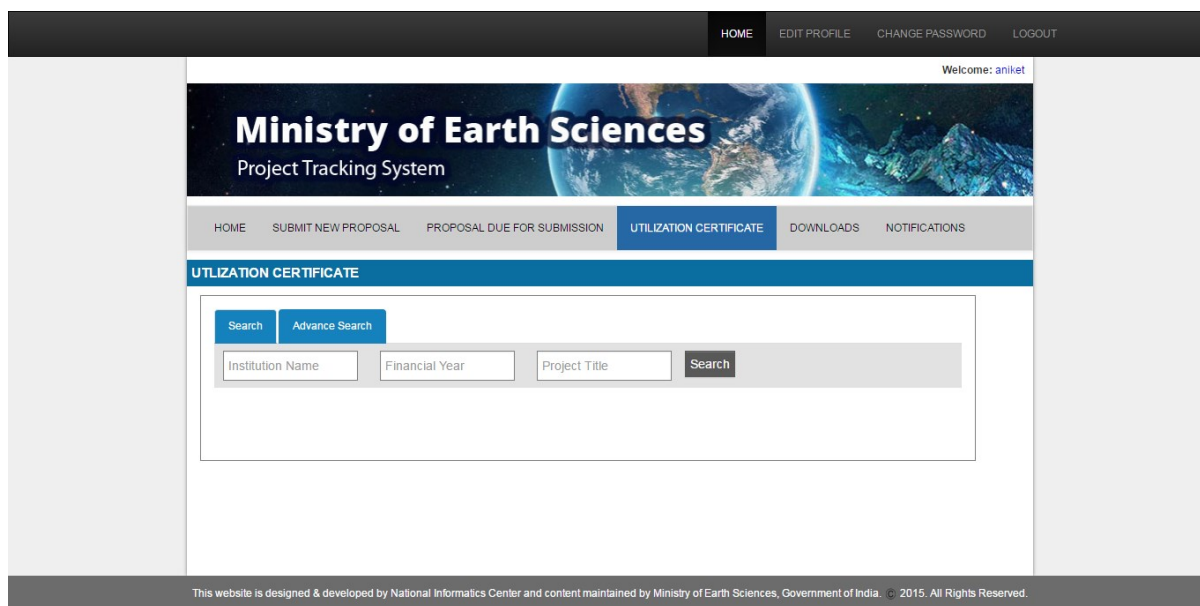 HOME EDIT PROFILE CHANGE PASSWORD LOGOUT
Welcome: aniket
Ministry of Earth Sciences
Project Tracking System
HOME SUBMIT NEW PROPOSAL PROPOSAL DUE FOR SUBMISSION UTILIZATION CERTIFICATE DOWNLOADS NOTIFICATIONS
UTLIZATION CERTIFICATE
Search Advance Search
Institution Name Financial Year Project Title Search
This website is designed & developed by National Informatics Center and content maintained by Ministry of Earth Sciences, Government of India. © 2015. All Rights Reserved.